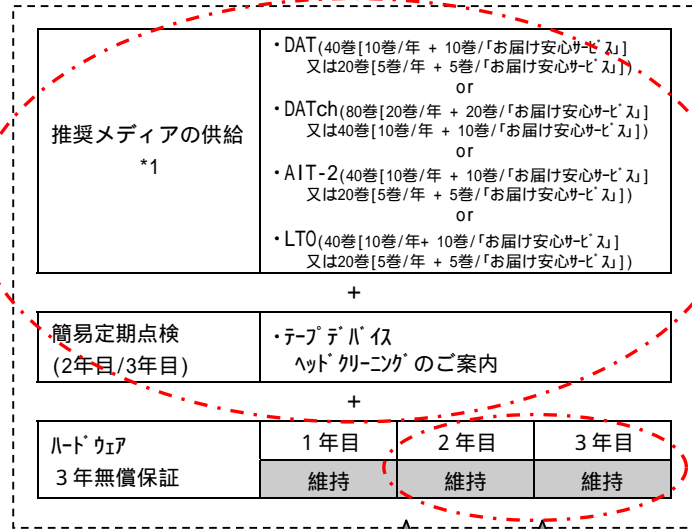 推奨メディアの供給
*1
・DAT(40巻[10巻/年 + 10巻/｢お届け安心ｻｰﾋﾞｽ｣]
又は20巻[5巻/年 + 5巻/｢お届け安心ｻｰﾋﾞｽ｣])
or
・DATch(80巻[20巻/年 + 20巻/｢お届け安心ｻｰﾋﾞｽ｣]
又は40巻[10巻/年 + 10巻/｢お届け安心ｻｰﾋﾞｽ｣])
or
・AIT-2(40巻[10巻/年 + 10巻/｢お届け安心ｻｰﾋﾞｽ｣]
又は20巻[5巻/年 + 5巻/｢お届け安心ｻｰﾋﾞｽ｣])
or
・LTO(40巻[10巻/年+ 10巻/｢お届け安心ｻｰﾋﾞｽ｣]
又は20巻[5巻/年 + 5巻/｢お届け安心ｻｰﾋﾞｽ｣])
+
簡易定期点検
(2年目/3年目)
・ﾃｰﾌﾟﾃﾞﾊﾞｲｽ
ﾍｯﾄﾞｸﾘｰﾆﾝｸﾞのご案内
+
ﾊｰﾄﾞｳｪｱ
３年無償保証
１年目 ２年目 ３年目
維持 維持 維持